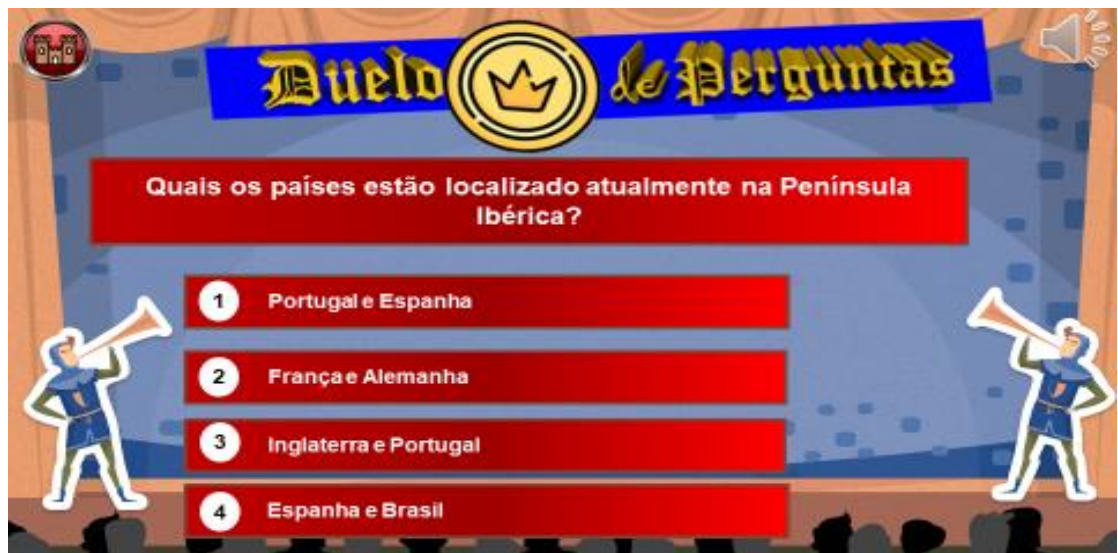 Duelo de Perguntas
Quais os países estão localizado atualmente na Península
Ibérica?
1 Portugal e Espanha
2 França e Alemanha
3 Inglaterra e Portugal
4 Espanha e Brasil